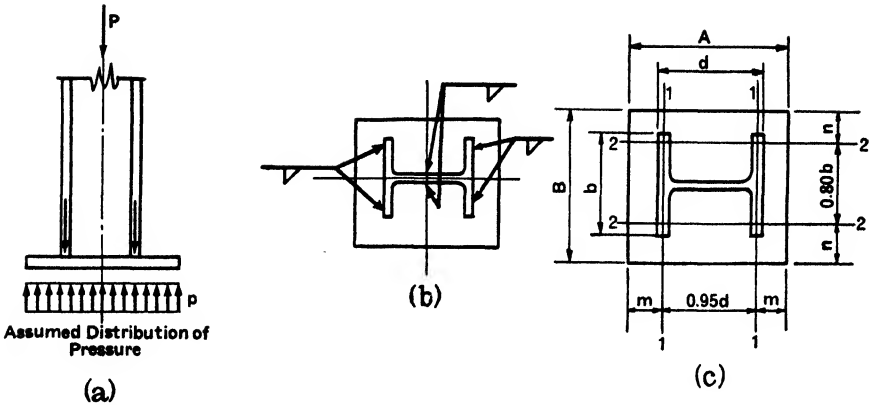 P
p
Assumed Distribution of
Pressure
(a)
(b)
A
d
1 1
n
2 2
B b 0.80b
2 2
n
m 0.95d m
1 1
(c)